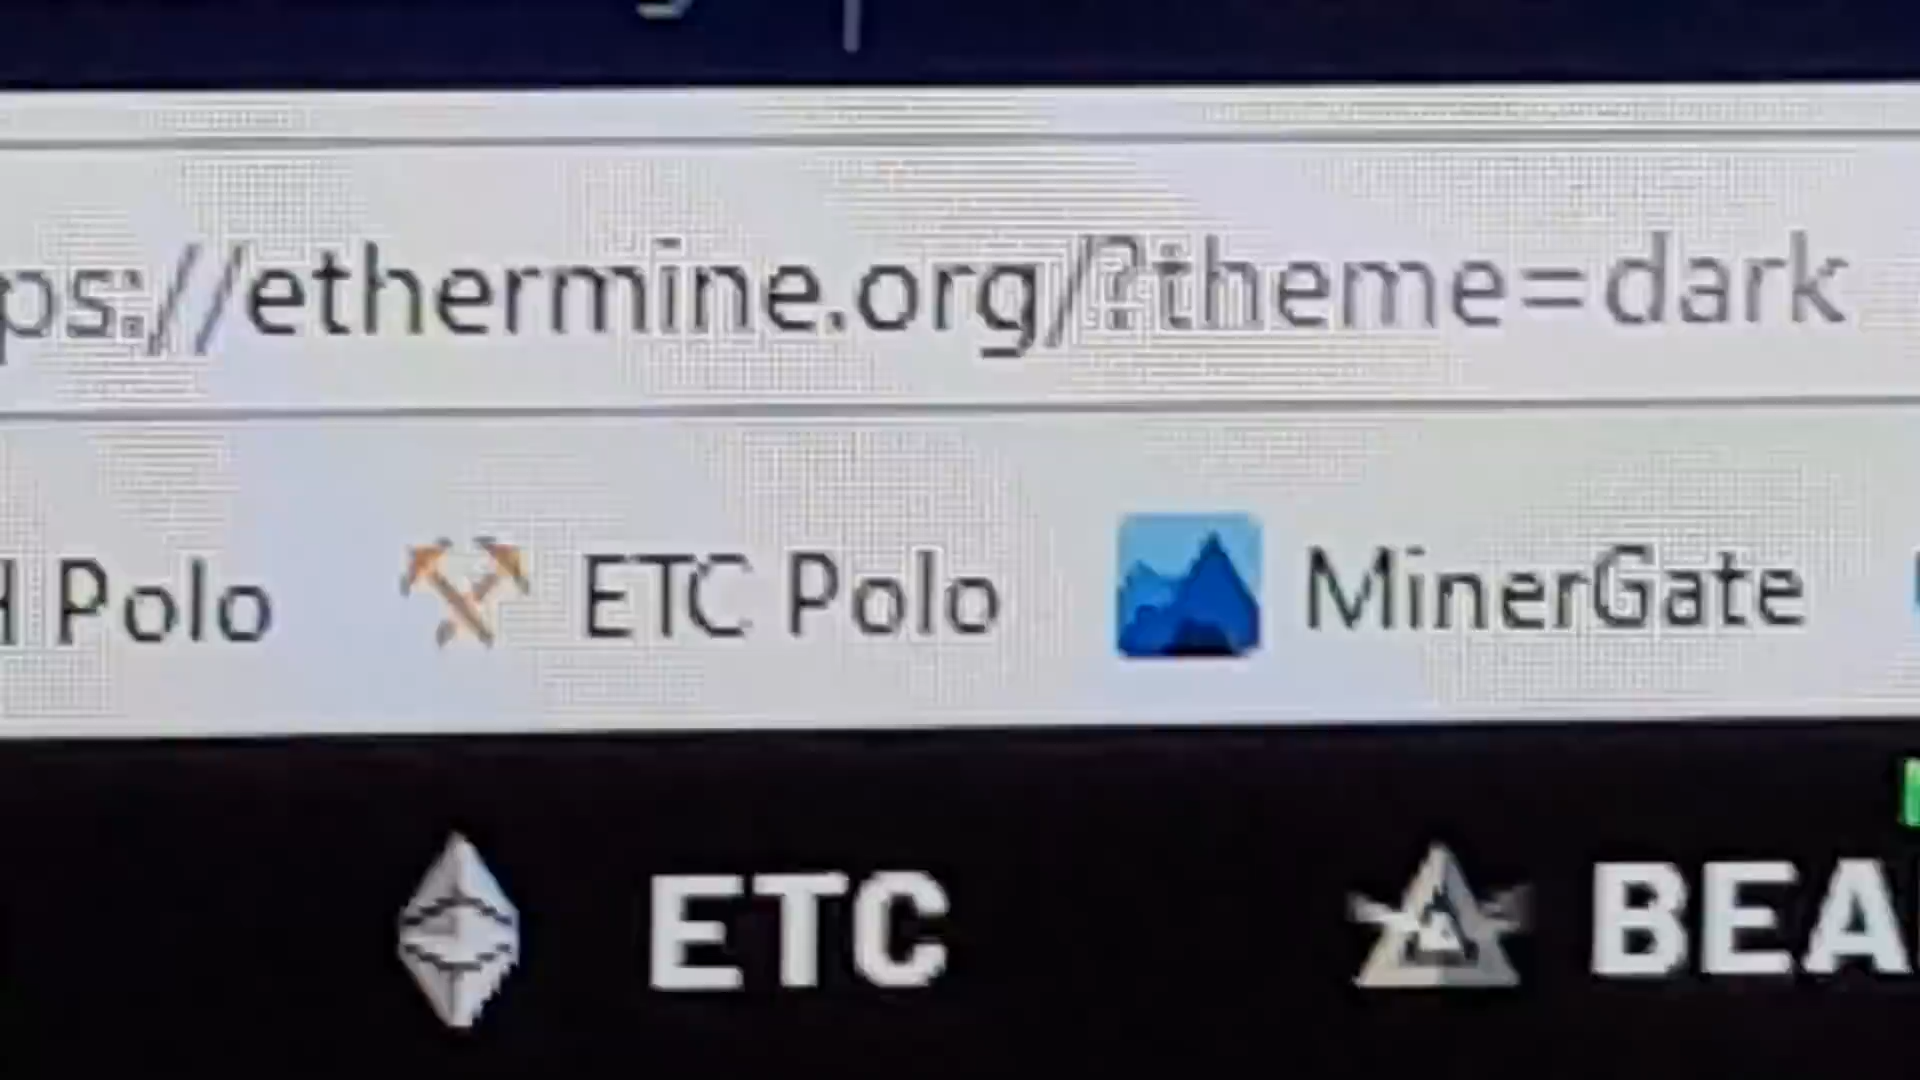 ps://ethermine.org/?theme=dark
Polo ETC Polo MinerGate
ETC BEA